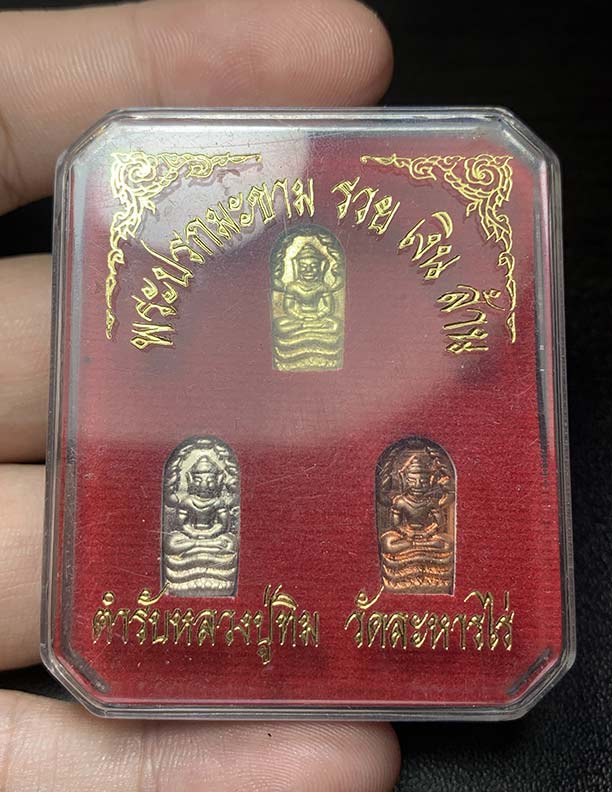 พระปรกมะขาม รวย เงิน ล้าน
ตำรับหลวงปู่ทิม วัดละหารไร่